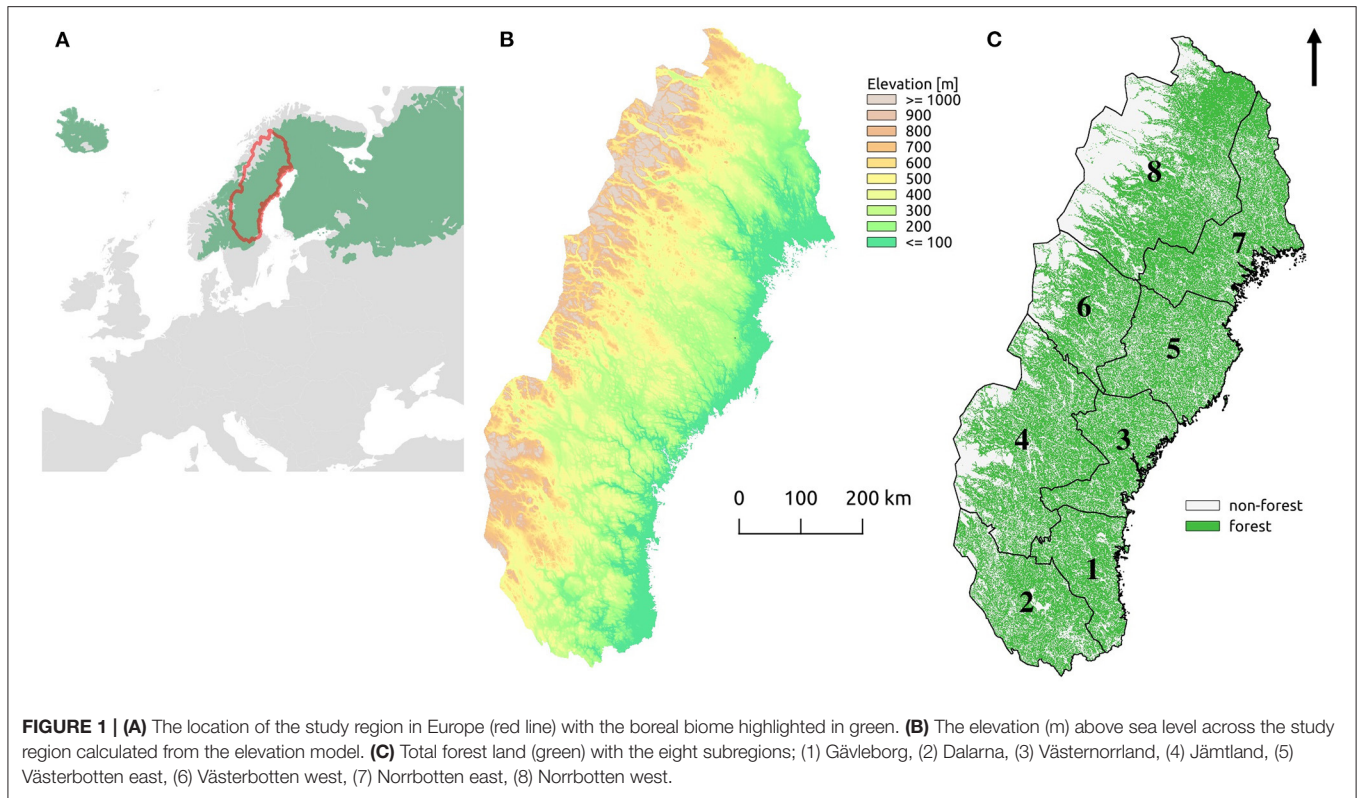 A
B
C
Elevation [m]
>= 1000
900
800
700
600
500
400
300
200
<= 100
0 100 200 km
8
7
6
5
4
3
1
2
non-forest
forest
FIGURE 1 | (A) The location of the study region in Europe (red line) with the boreal biome highlighted in green. (B) The elevation (m) above sea level across the study
region calculated from the elevation model. (C) Total forest land (green) with the eight subregions; (1) Gävleborg, (2) Dalarna, (3) Västernorrland, (4) Jämtland, (5)
Västerbotten east, (6) Västerbotten west, (7) Norrbotten east, (8) Norrbotten west.